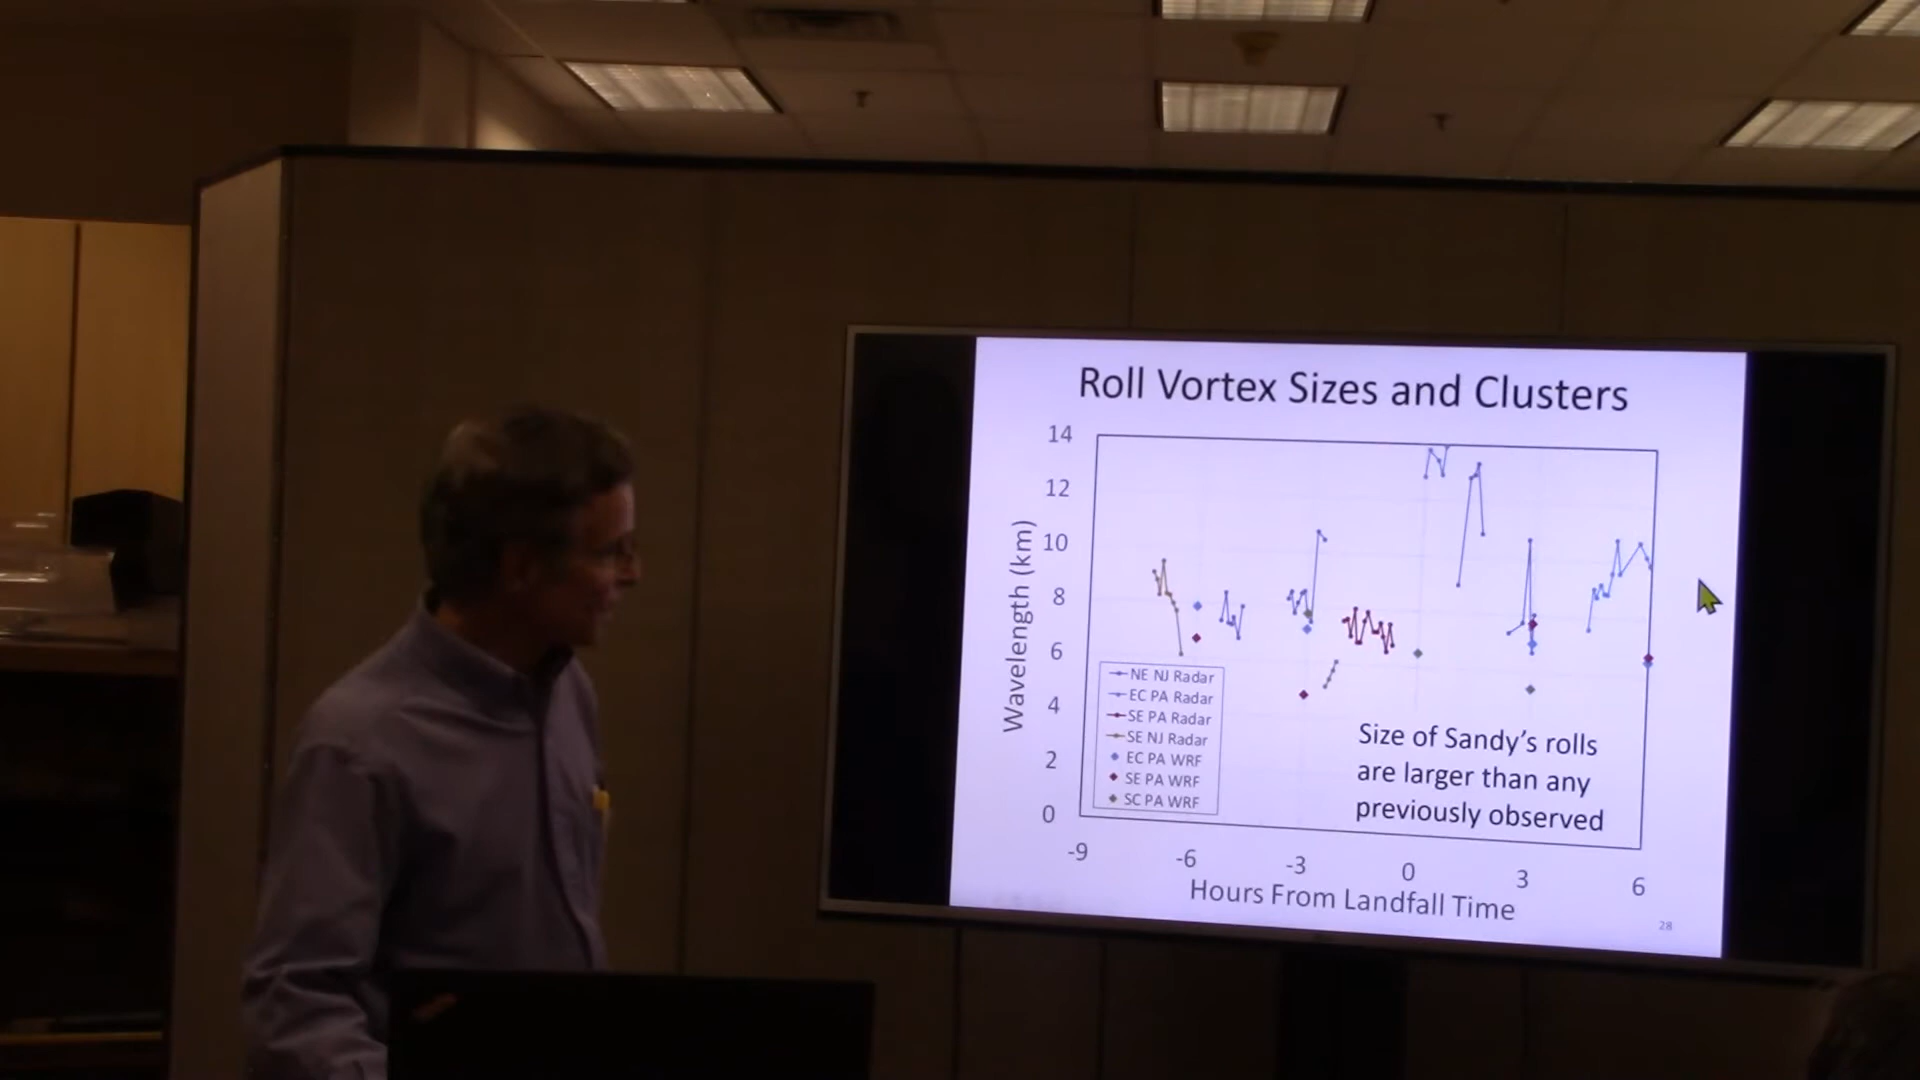 Roll Vortex Sizes and Clusters
14
12
10
8
6
4
2
0
Wavelength (km)
NE NJ Radar
EC PA Radar
SE PA Radar
SE NJ Radar
EC PA WRF
SE PA WRF
SC PA WRF
Size of Sandy's rolls
are larger than any
previously observed
-9 -6 -3 0 3 6
Hours From Landfall Time
28